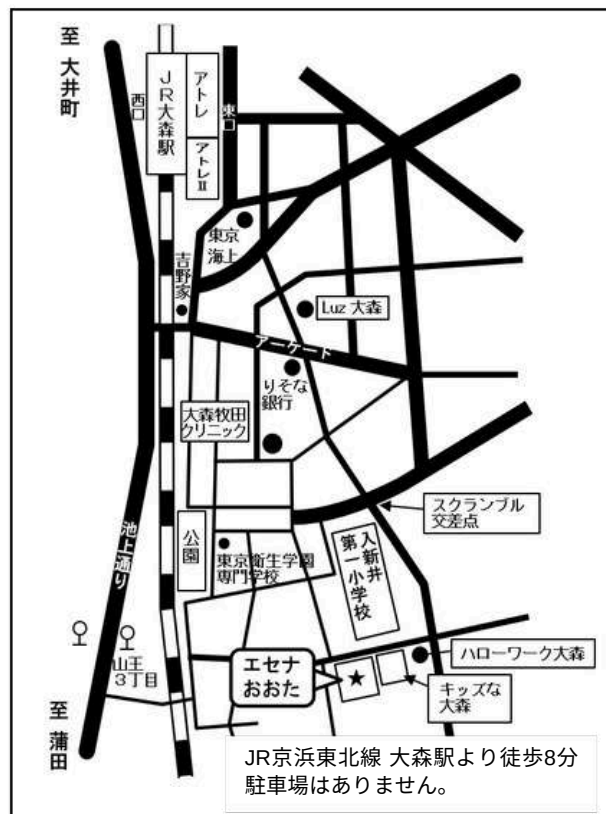 至 大井町
西口
JR大森駅
アトレ
アトレⅡ
東口
東京
海上
吉野家
Luz 大森
アーケード
りそな
銀行
大森牧田
クリニック
スクランブル
交差点
池上通り
公園
東京衛生学園
専門学校
入新井
第一小学校
山王
3丁目
エセナ
おおた
★
ハローワーク大森
キッズな
大森
至 蒲田
JR京浜東北線 大森駅より徒歩8分
駐車場はありません。